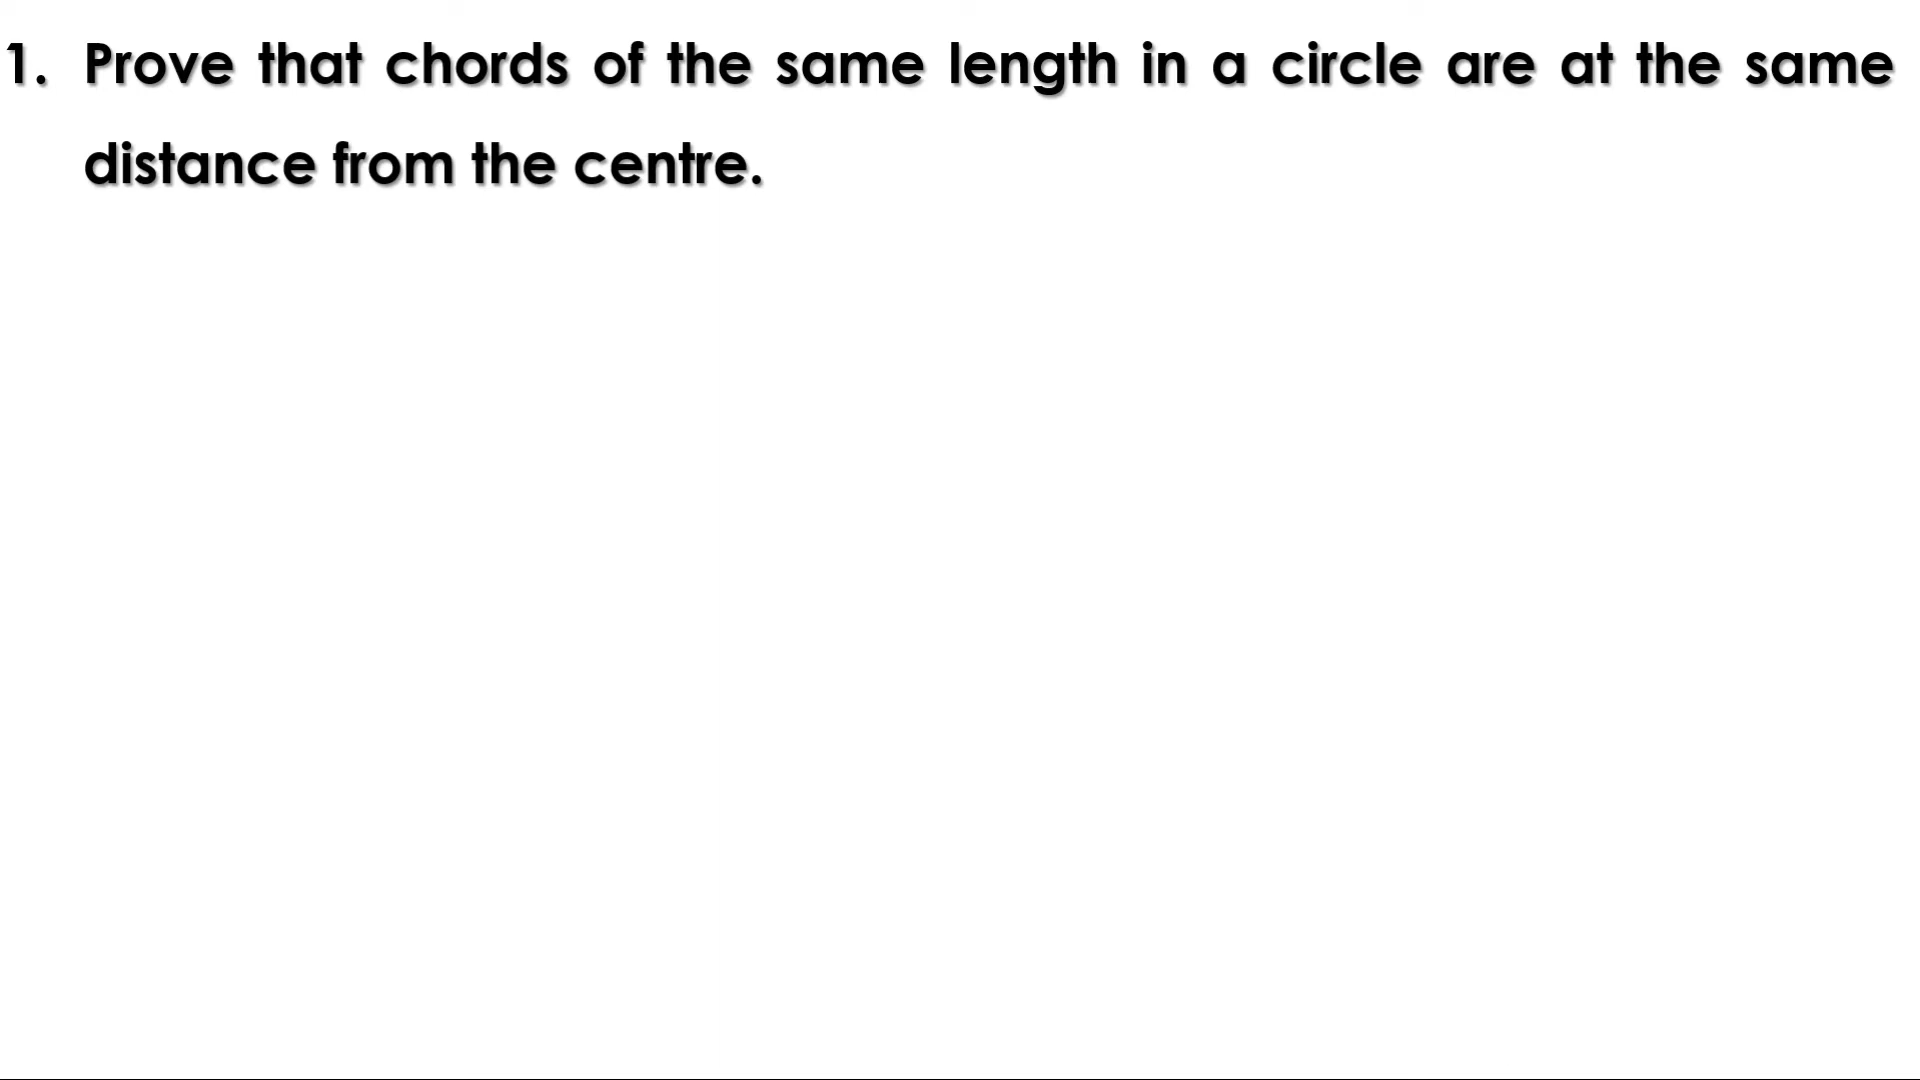 1. Prove that chords of the same length in a circle are at the same
distance from the centre.